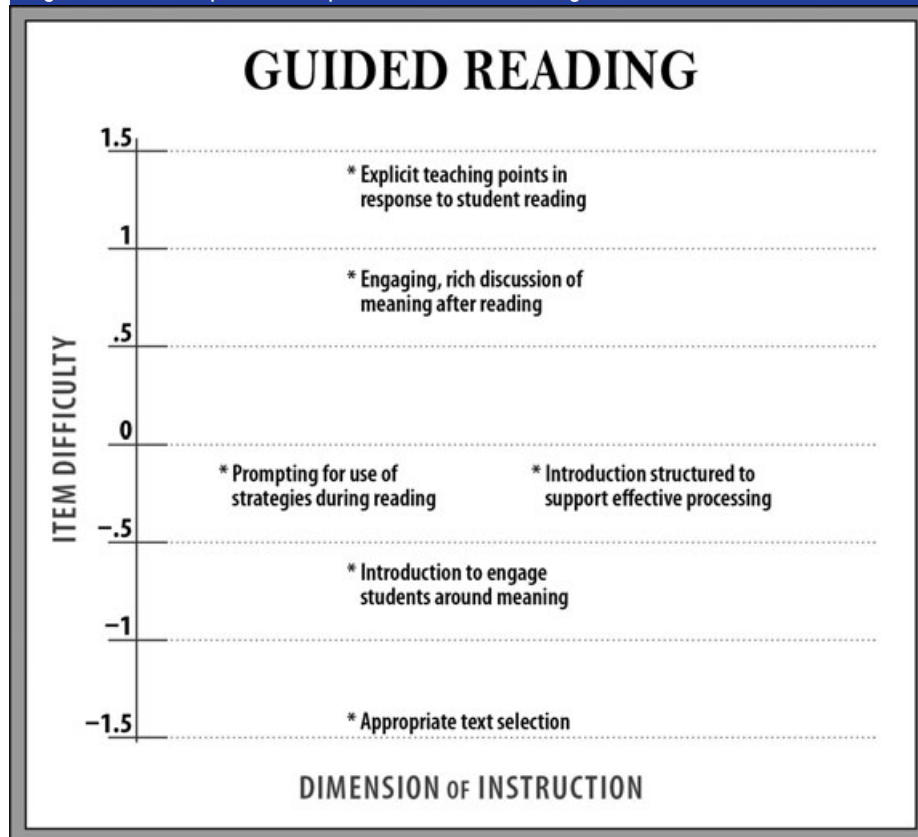 GUIDED READING
1.5
* Explicit teaching points in
response to student reading
1
* Engaging, rich discussion of
meaning after reading
.5
ITEM DIFFICULTY
0
* Prompting for use of
strategies during reading
* Introduction structured to
support effective processing
–.5
* Introduction to engage
students around meaning
–1
–1.5
* Appropriate text selection
DIMENSION OF INSTRUCTION